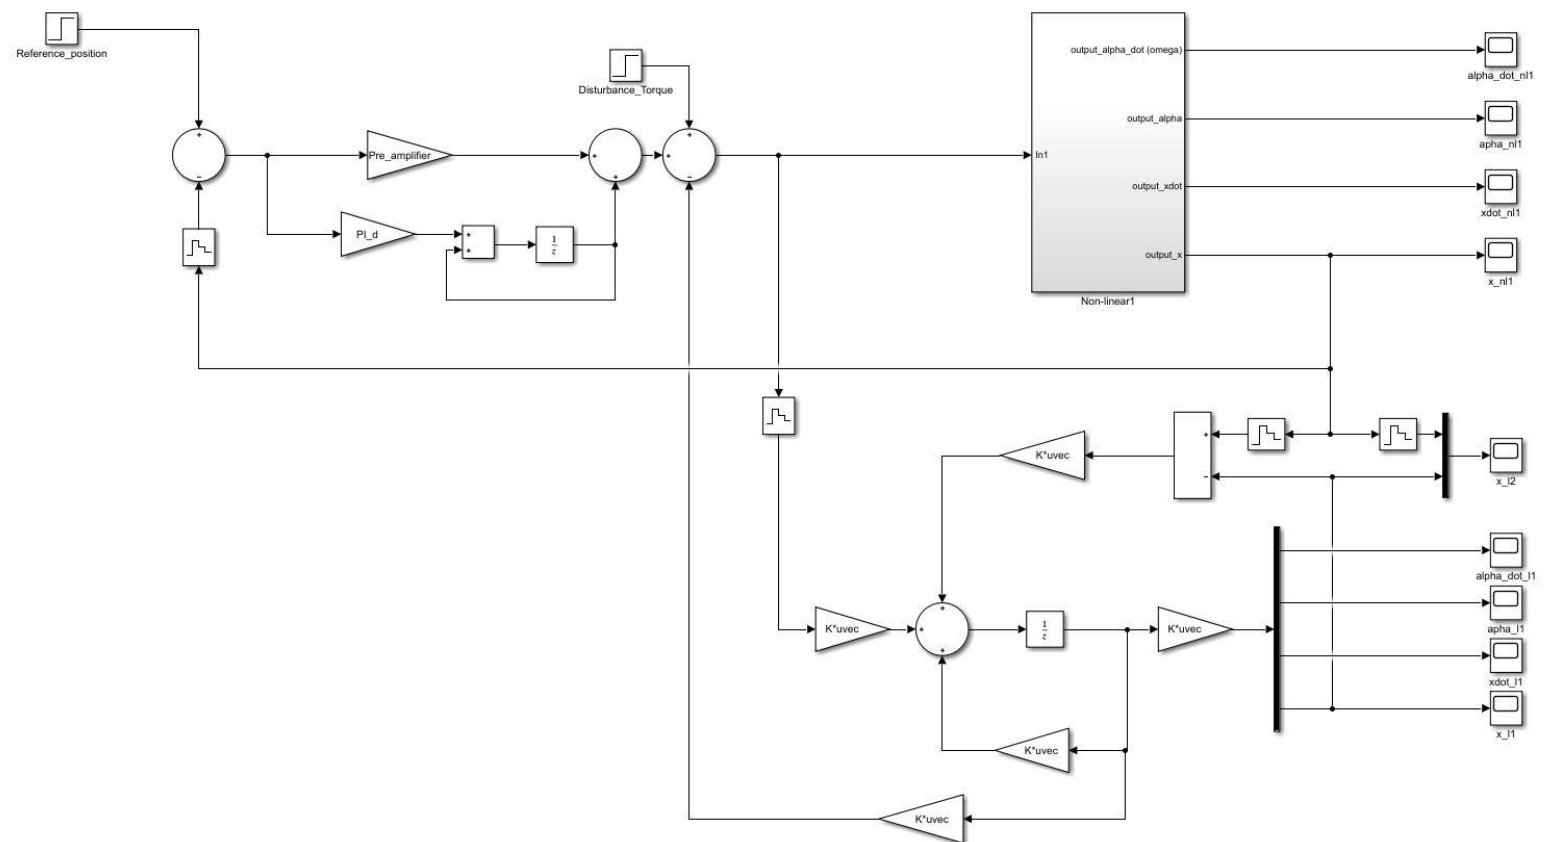 Reference_position
Disturbance_Torque
+
−
Pre_amplifier
+
+
+
+
−
PI_d
+
+
1
z
In1
output_alpha_dot (omega)
output_alpha
output_xdot
output_x
Non-linear1
alpha_dot_nl1
apha_nl1
xdot_nl1
x_nl1
K*uvec
+
−
x_l2
K*uvec
+
+
+
1
z
K*uvec
alpha_dot_l1
apha_l1
xdot_l1
x_l1
K*uvec
K*uvec